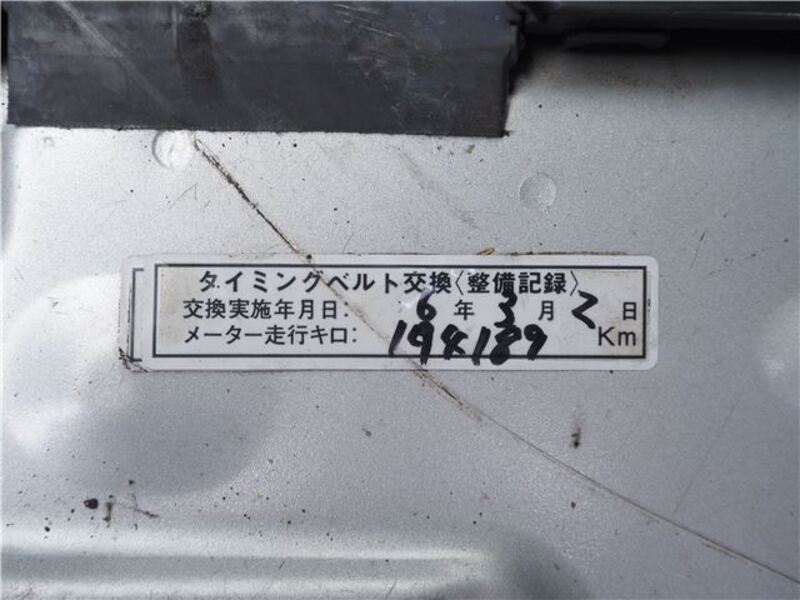 タイミングベルト交換〈整備記録〉
交換実施年月日： 6 年 3 月 2 日
メーター走行キロ： 194189 Km